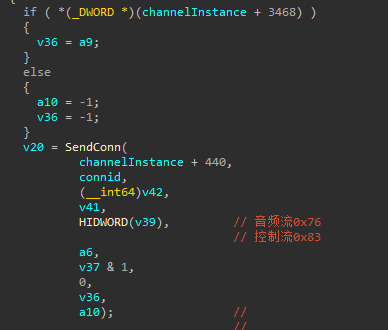 {
if ( *(_DWORD *)(channelInstance + 3468) )
{
v36 = a9;
}
else
{
a10 = -1;
v36 = -1;
}
v20 = SendConn(
channelInstance + 440,
connid,
(__int64)v42,
v41,
HIDWORD(v39), // 音频流0x76
// 控制流0x83
a6,
v37 & 1,
0,
v36,
a10); //
//